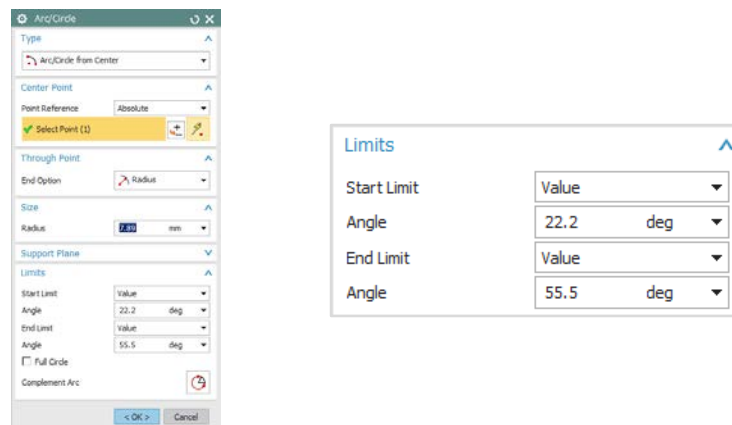 Arc/Circle
Type
Arc/Circle from Center
Center Point
Point Reference Absolute
Select Point (1)
Through Point
End Option Radius
Size
Radius 7.89 mm
Support Plane
Limits
Start Limit Value
Angle 22.2 deg
End Limit Value
Angle 55.5 deg
Full Circle
Complement Arc
< OK > Cancel
Limits
Start Limit Value
Angle 22.2 deg
End Limit Value
Angle 55.5 deg